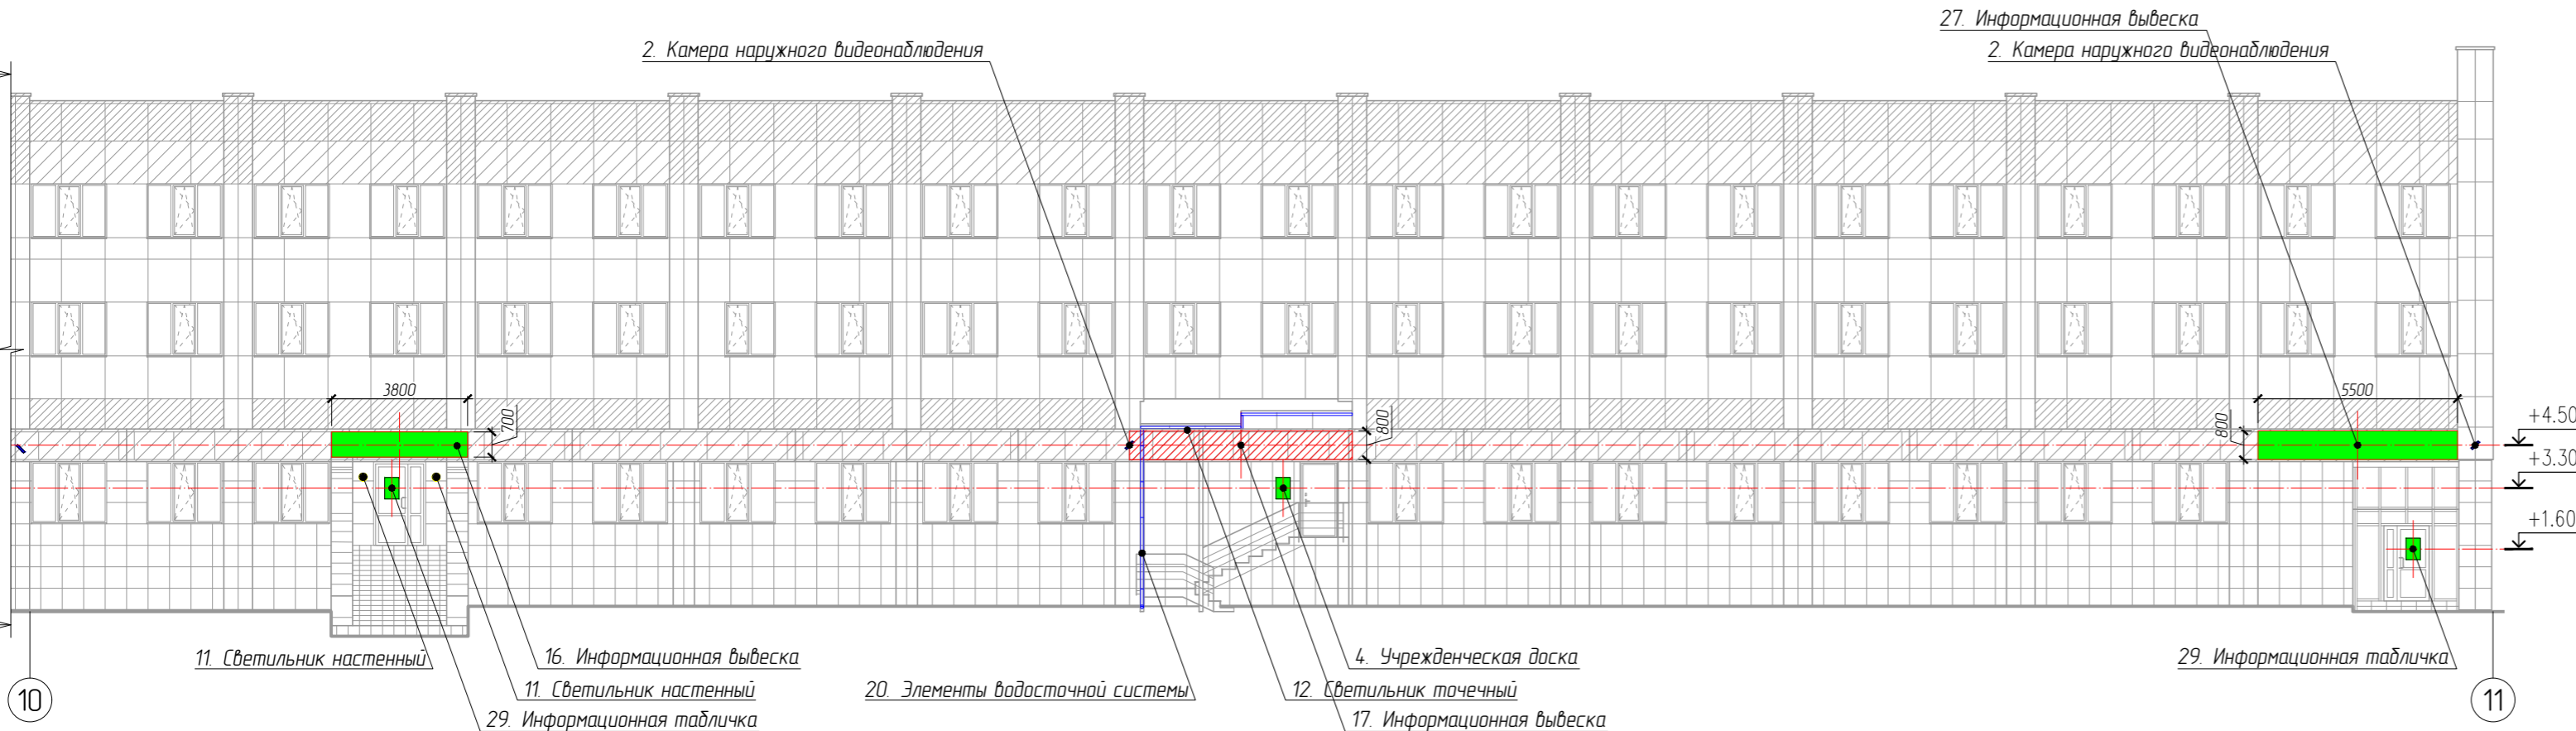 27. Информационная вывеска
2. Камера наружного видеонаблюдения
2. Камера наружного видеонаблюдения
3800
700
800
5500
800
+4.50
+3.30
+1.60
11. Светильник настенный
16. Информационная вывеска
4. Учрежденческая доска
29. Информационная табличка
11. Светильник настенный
20. Элементы водосточной системы
12. Светильник точечный
29. Информационная табличка
17. Информационная вывеска
10
11